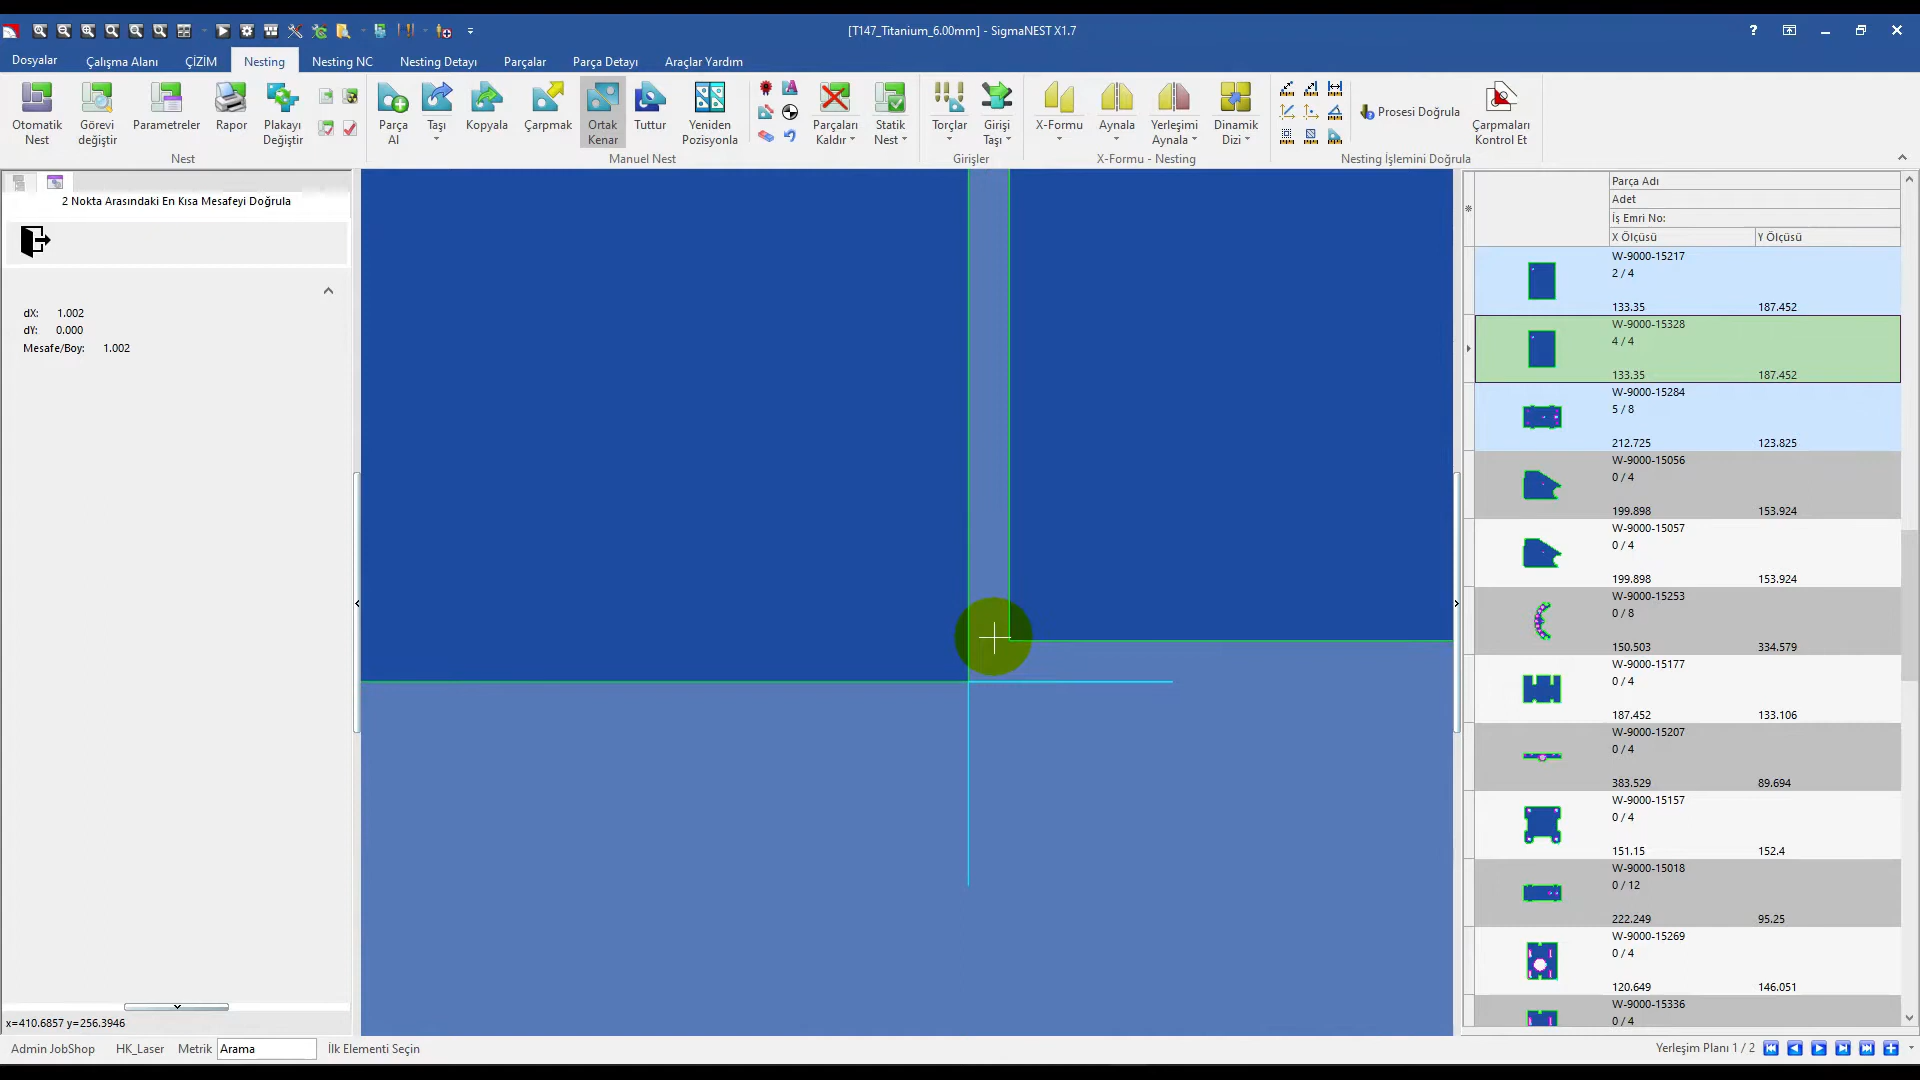 [T147_Titanium_6.00mm] - SigmaNEST X1.7
Dosyalar
Çalışma Alanı
ÇİZİM
Nesting
Nesting NC
Nesting Detayı
Parçalar
Parça Detayı
Araçlar Yardım
Otomatik Nest
Görevi değiştir
Parametreler
Rapor
Plakayı Değiştir
Parça Al
Taşı
Kopyala
Çarpmak
Ortak Kenar
Tuttur
Yeniden Pozisyonla
Parçaları Kaldır
Statik Nest
Torçlar
Girişi Taşı
X-Formu
Aynala
Yerleşimi Aynala
Dinamik Dizi
Prosesi Doğrula
Çarpmaları Kontrol Et
Nest
Manuel Nest
Girişler
X-Formu - Nesting
Nesting İşlemini Doğrula
2 Nokta Arasındaki En Kısa Mesafeyi Doğrula
dX: 1.002
dY: 0.000
Mesafe/Boy: 1.002
Parça Adı
Adet
İş Emri No:
X Ölçüsü Y Ölçüsü
W-9000-15217
2 / 4
133.35 187.452
W-9000-15328
4 / 4
133.35 187.452
W-9000-15284
5 / 8
212.725 123.825
W-9000-15056
0 / 4
199.898 153.924
W-9000-15057
0 / 4
199.898 153.924
W-9000-15253
0 / 8
150.503 334.579
W-9000-15177
0 / 4
187.452 133.106
W-9000-15207
0 / 4
383.529 89.694
W-9000-15157
0 / 4
151.15 152.4
W-9000-15018
0 / 12
222.249 95.25
W-9000-15269
0 / 4
120.649 146.051
W-9000-15336
0 / 4
x=410.6857 y=256.3946
Admin JobShop HK_Laser Metrik Arama İlk Elementi Seçin
Yerleşim Planı 1 / 2